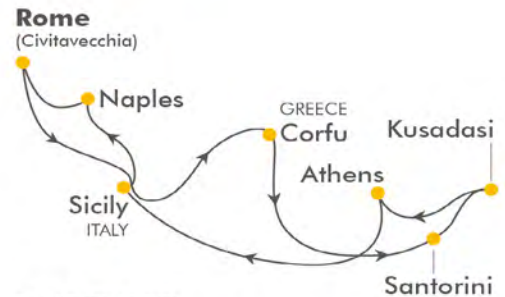 Rome
(Civitavecchia)
Naples
GREECE
Corfu
Kusadasi
Athens
Sicily
ITALY
Santorini